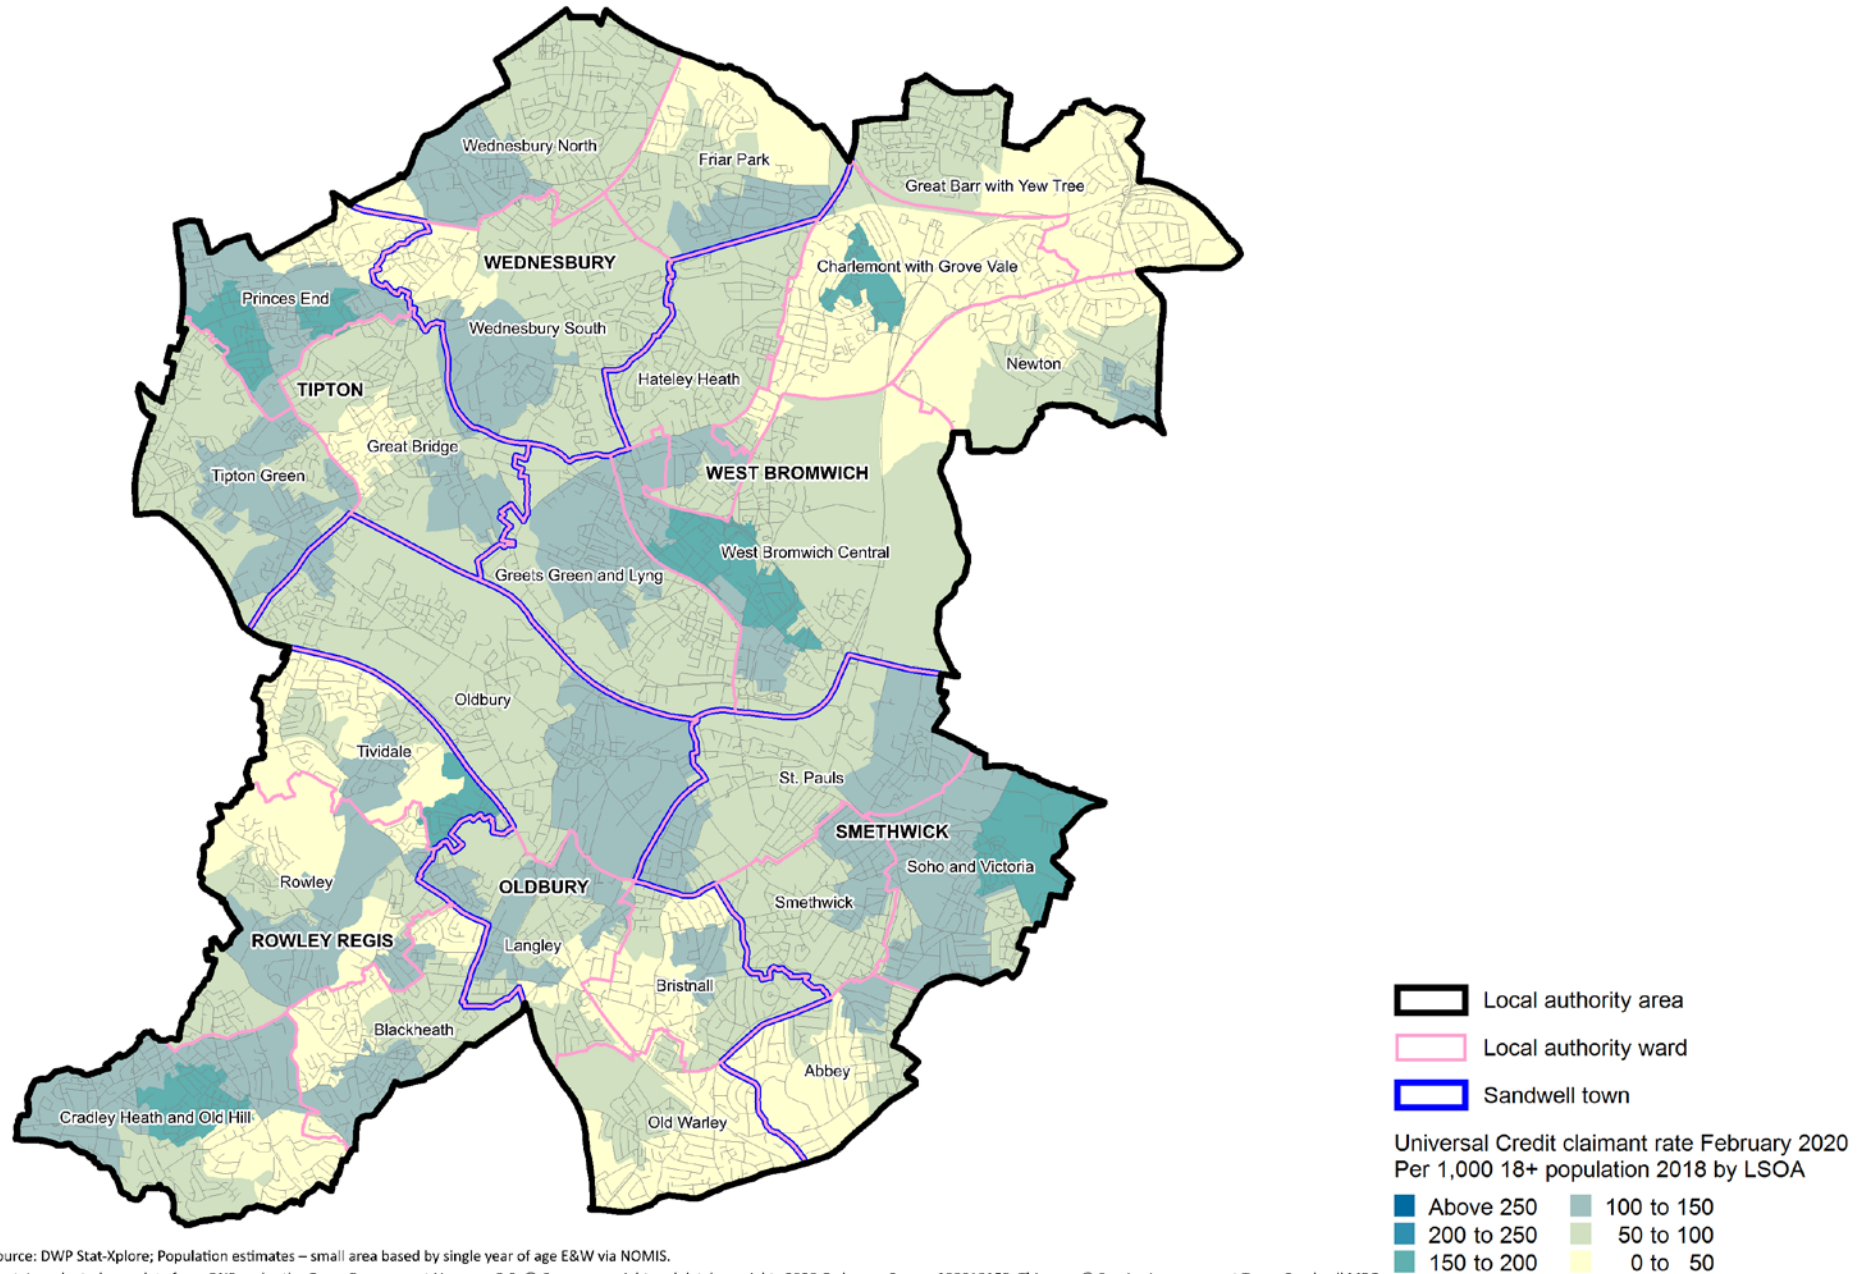 Wednesbury North
Friar Park
Great Barr with Yew Tree
WEDNESBURY
Charlemont with Grove Vale
Princes End
Wednesbury South
Newton
Hateley Heath
TIPTON
Great Bridge
Tipton Green
WEST BROMWICH
West Bromwich Central
Greets Green and Lyng
Oldbury
Tividale
St. Pauls
SMETHWICK
Soho and Victoria
Rowley
OLDBURY
Smethwick
ROWLEY REGIS
Langley
Bristnall
Blackheath
Abbey
Cradley Heath and Old Hill
Old Warley
Local authority area
Local authority ward
Sandwell town
Universal Credit claimant rate February 2020
Per 1,000 18+ population 2018 by LSOA
Above 250
100 to 150
200 to 250
50 to 100
150 to 200
0 to 50
ource: DWP Stat-Xplore; Population estimates – small area based by single year of age E&W via NOMIS.